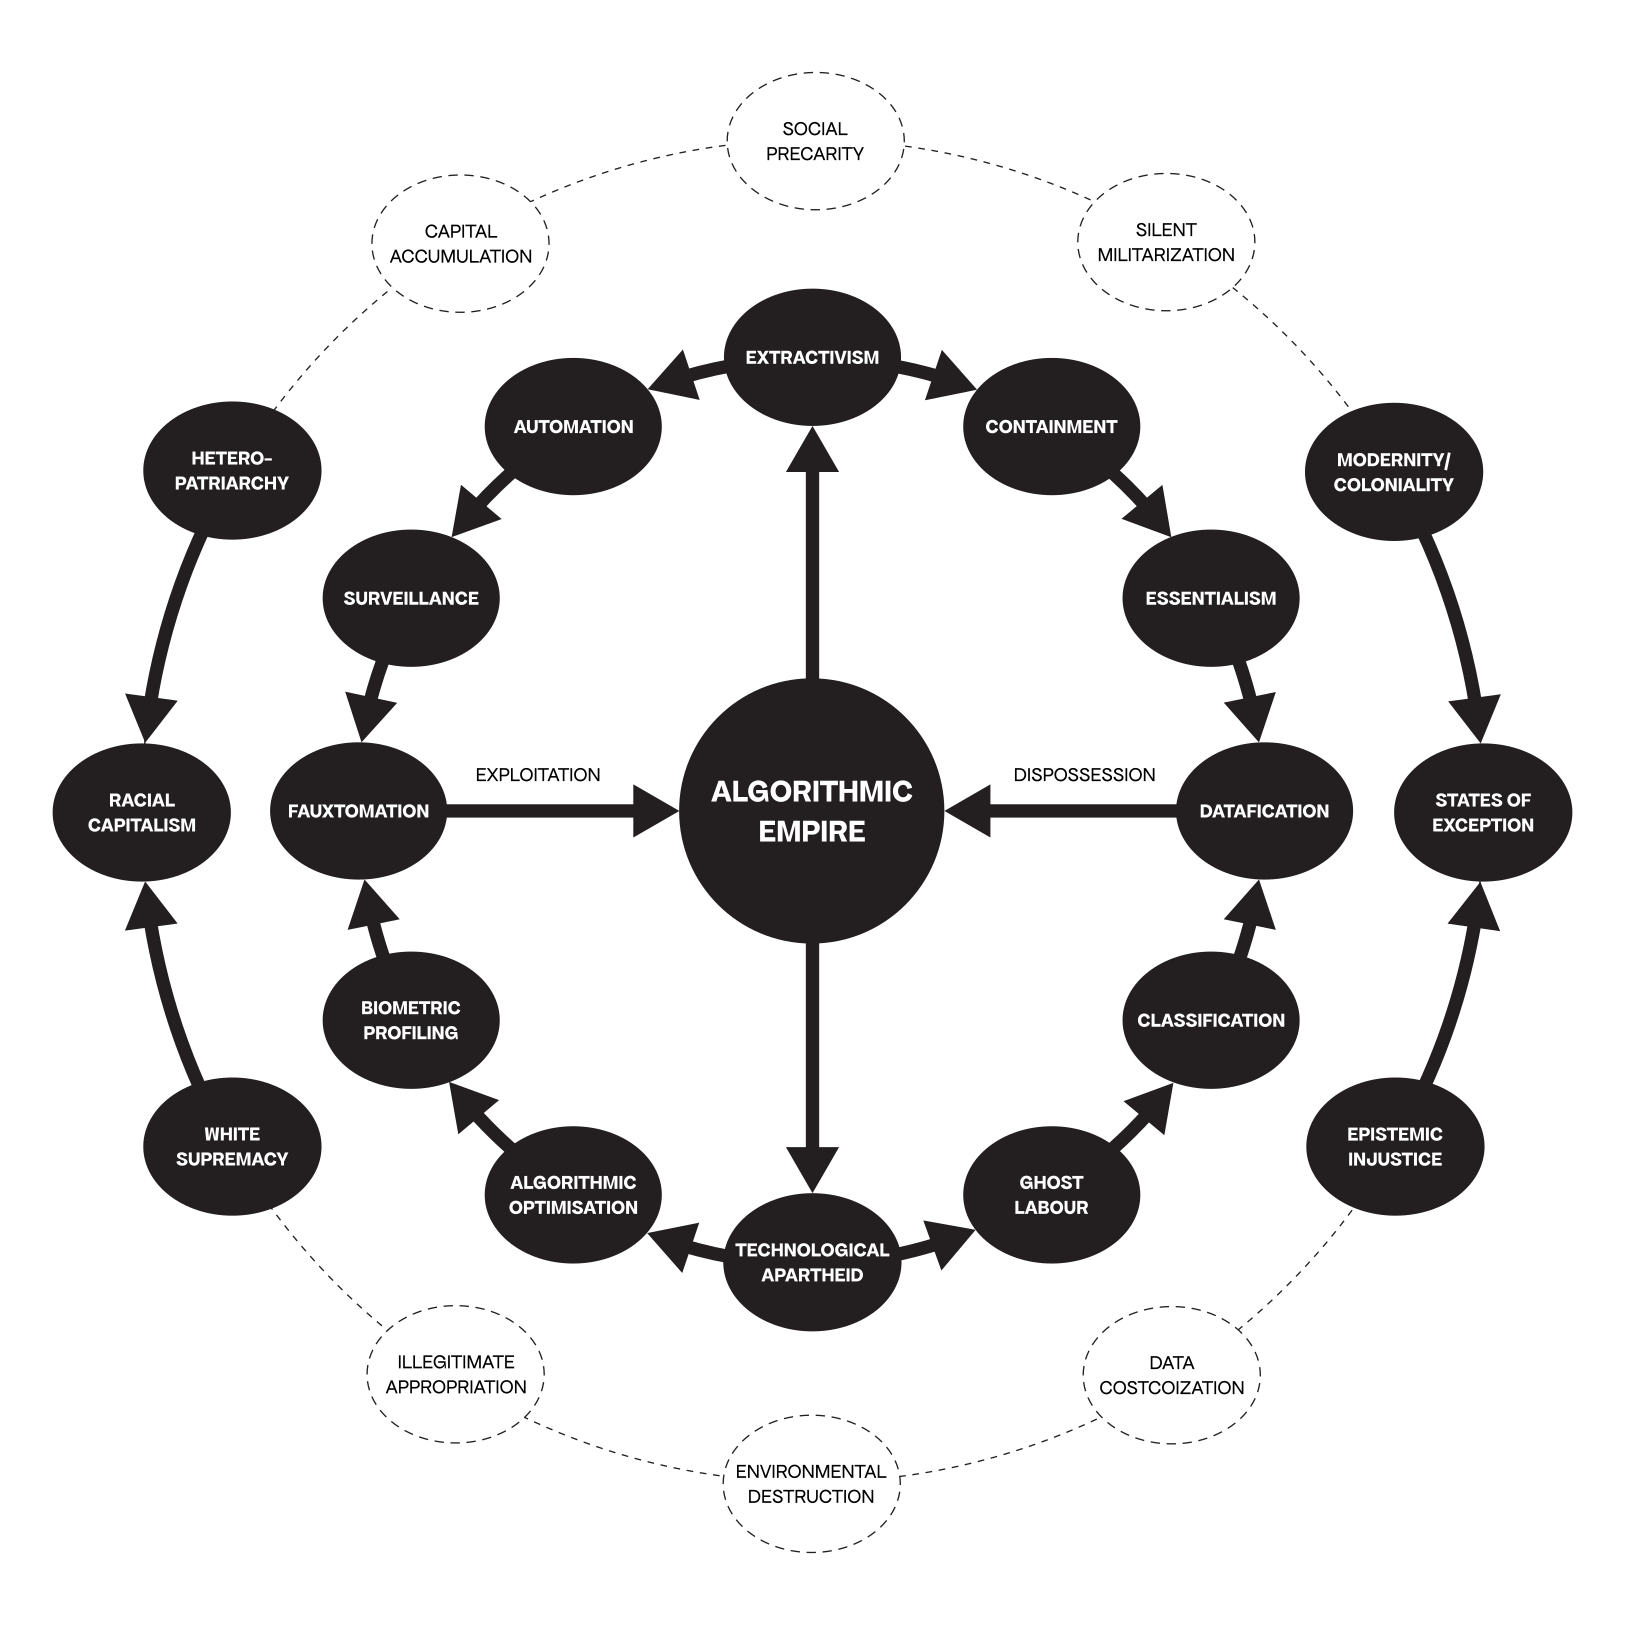 SOCIAL
PRECARITY
CAPITAL
ACCUMULATION
SILENT
MILITARIZATION
EXTRACTIVISM
AUTOMATION
CONTAINMENT
HETERO-
PATRIARCHY
MODERNITY/
COLONIALITY
SURVEILLANCE
ESSENTIALISM
EXPLOITATION
DISPOSSESSION
RACIAL
CAPITALISM
FAUXTOMATION
ALGORITHMIC
EMPIRE
DATAFICATION
STATES OF
EXCEPTION
BIOMETRIC
PROFILING
CLASSIFICATION
WHITE
SUPREMACY
EPISTEMIC
INJUSTICE
ALGORITHMIC
OPTIMISATION
GHOST
LABOUR
TECHNOLOGICAL
APARTHEID
ILLEGITIMATE
APPROPRIATION
DATA
COSTCOIZATION
ENVIRONMENTAL
DESTRUCTION